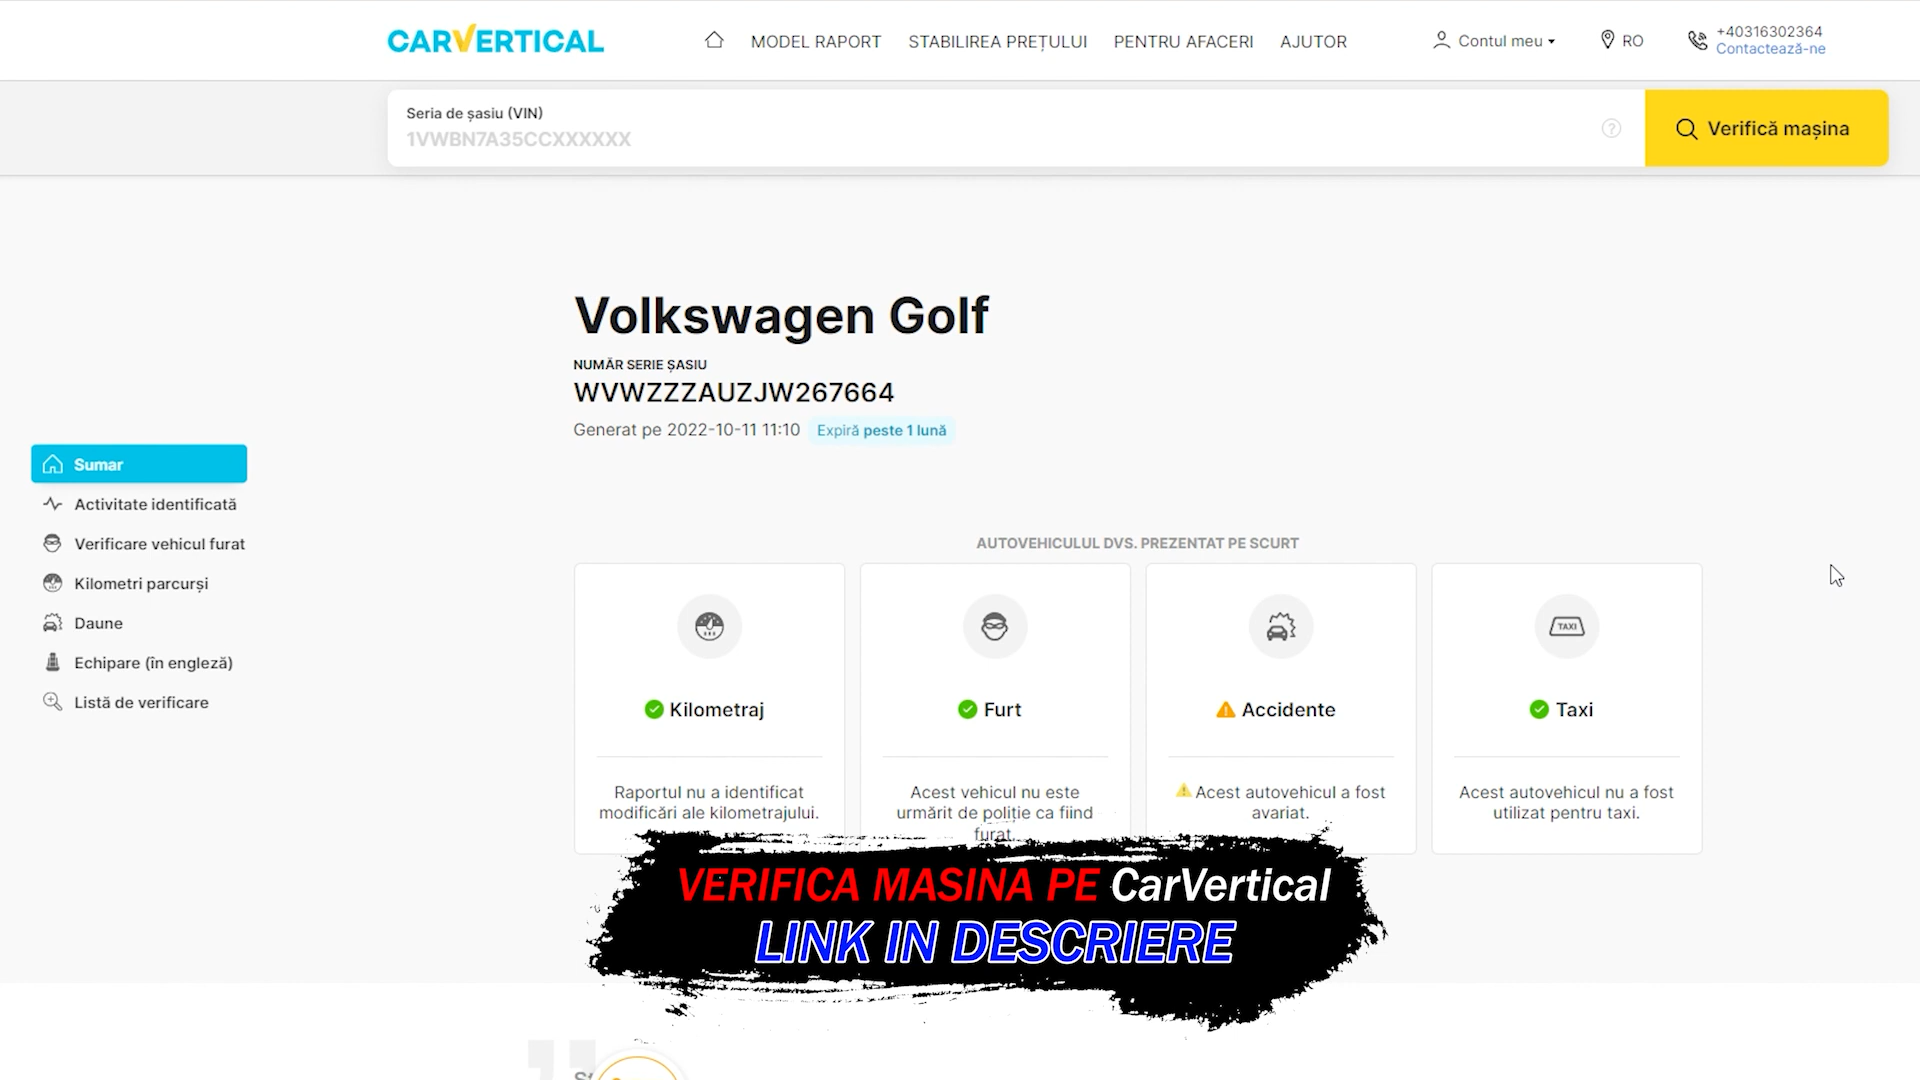 CARVERTICAL
MODEL RAPORT
STABILIREA PREȚULUI
PENTRU AFACERI
AJUTOR
Contul meu
RO
+40316302364
Contactează-ne
Seria de șasiu (VIN)
1VWBN7A35CCXXXXXX
Verifică mașina
Volkswagen Golf
NUMĂR SERIE ȘASIU
WVWZZZAUZJW267664
Generat pe 2022-10-11 11:10 Expiră peste 1 lună
Sumar
Activitate identificată
Verificare vehicul furat
Kilometri parcurși
Daune
Echipare (în engleză)
Listă de verificare
AUTOVEHICULUL DVS. PREZENTAT PE SCURT
Kilometraj
Raportul nu a identificat
modificări ale kilometrajului.
Furt
Acest vehicul nu este
urmărit de poliție ca fiind
furat.
Accidente
Acest autovehicul a fost
avariat.
TAXI
Taxi
Acest autovehicul nu a fost
utilizat pentru taxi.
VERIFICA MASINA PE CarVertical
LINK IN DESCRIERE